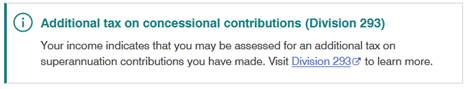 Additional tax on concessional contributions (Division 293)
Your income indicates that you may be assessed for an additional tax on
superannuation contributions you have made. Visit Division 293 to learn more.